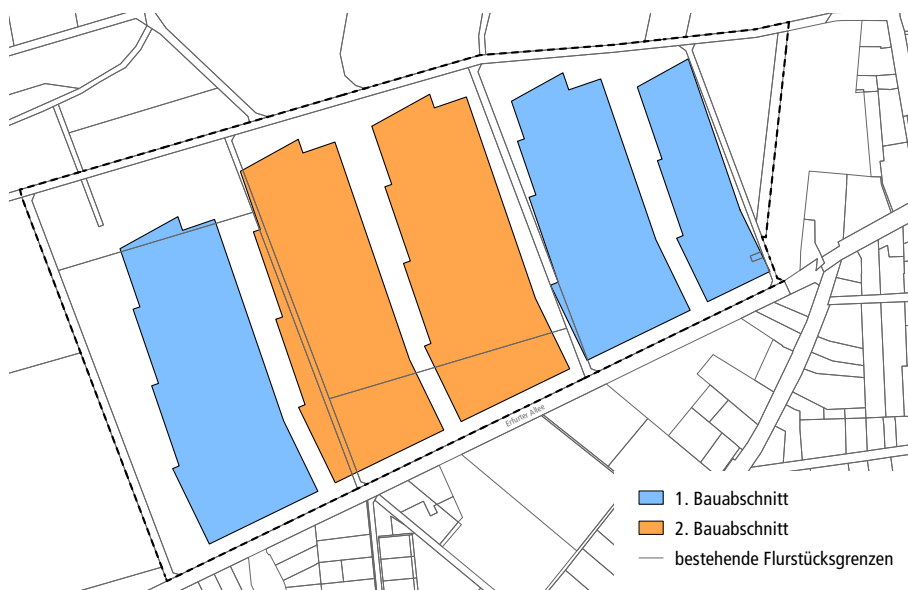 Erfurter Allee
1. Bauabschnitt
2. Bauabschnitt
bestehende Flurstücksgrenzen